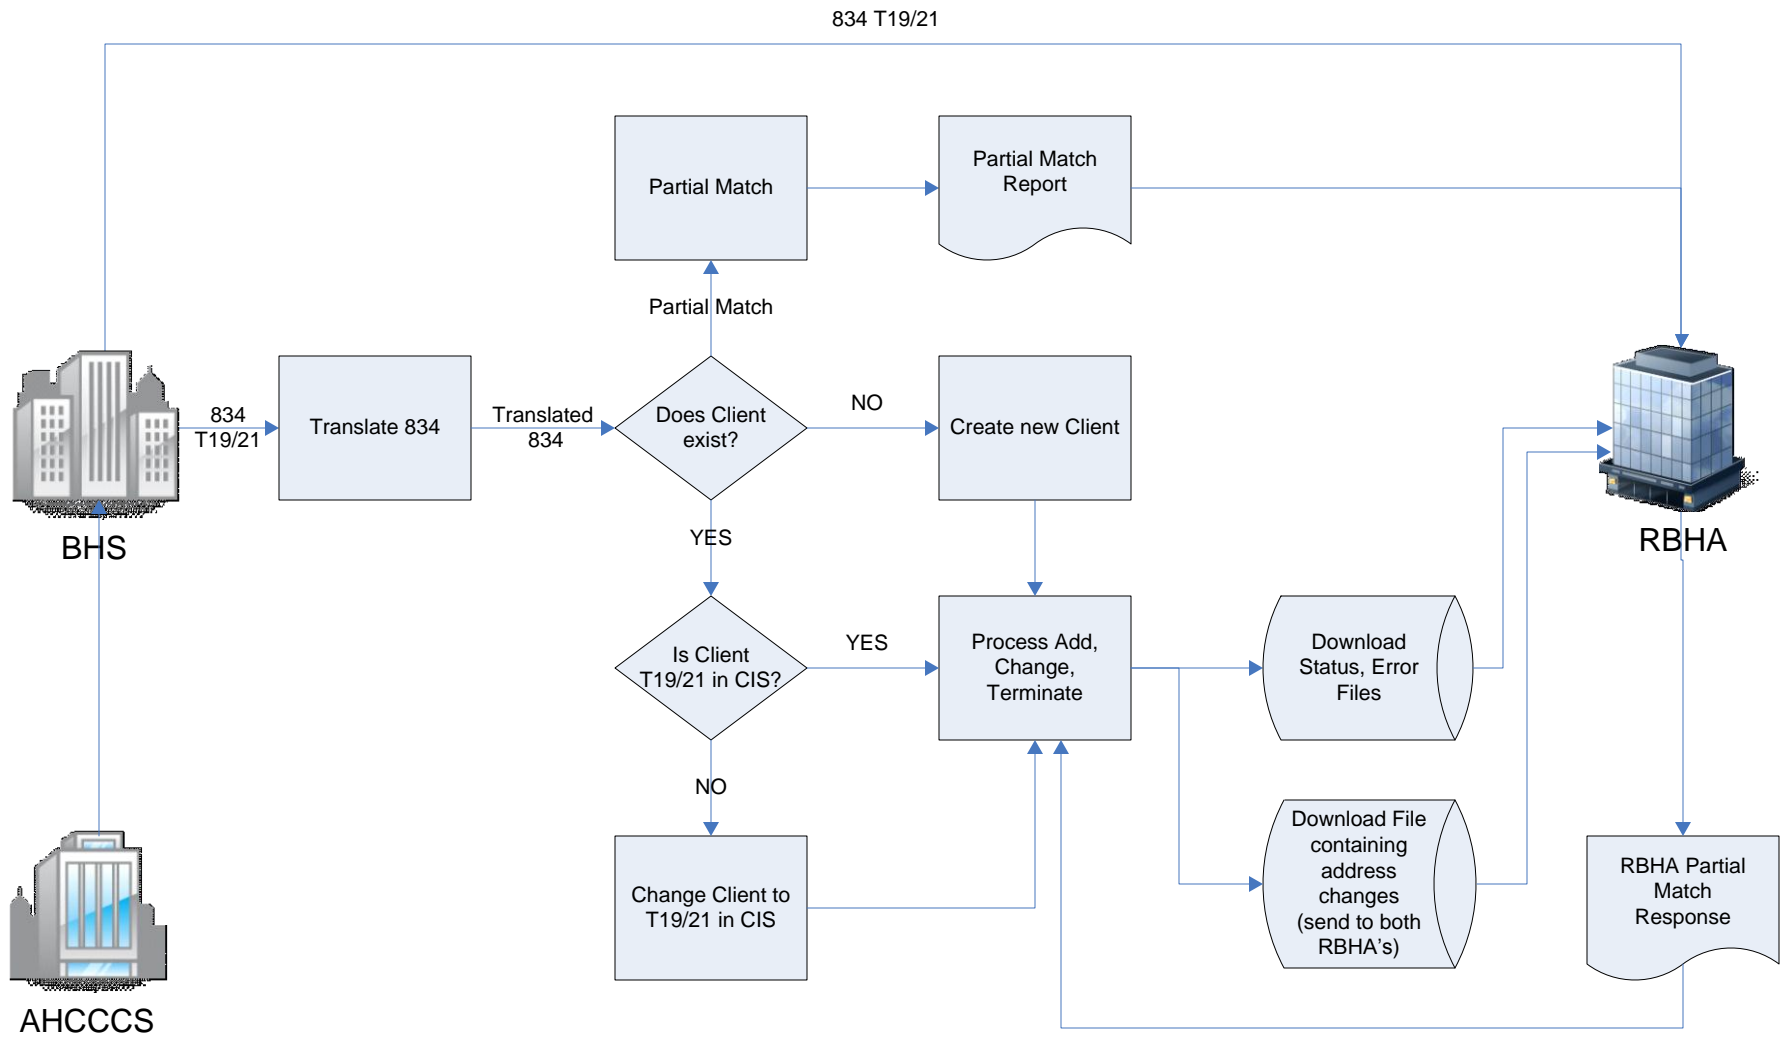 834 T19/21
Partial Match
Partial Match
Report
Partial Match
834
T19/21
Translate 834
Translated
834
Does Client
exist?
NO
Create new Client
BHS
RBHA
YES
Is Client
T19/21 in CIS?
YES
Process Add,
Change,
Terminate
Download
Status, Error
Files
NO
Change Client to
T19/21 in CIS
Download File
containing
address
changes
(send to both
RBHA's)
RBHA Partial
Match
Response
AHCCCS